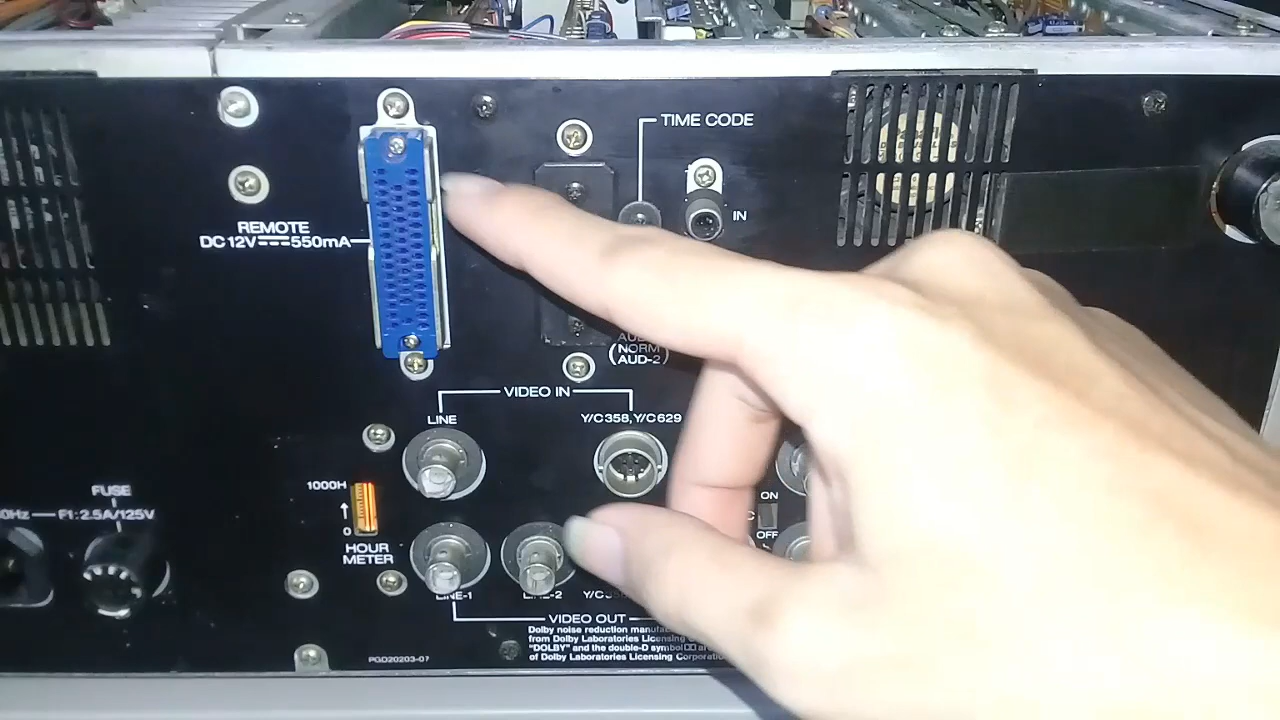 TIME CODE
IN
REMOTE
DC 12V 550mA
(NORM
AUD-2)
VIDEO IN
LINE
Y/C358,Y/C629
1000H
0
HOUR
METER
FUSE
F1:2.5A/125V
ON
OFF
LINE-1
LINE-2
VIDEO OUT
Dolby noise reduction
from Dolby Laboratories Licensing
"DOLBY" and the double-D symbol
of Dolby Laboratories Licensing
PGD20203-07